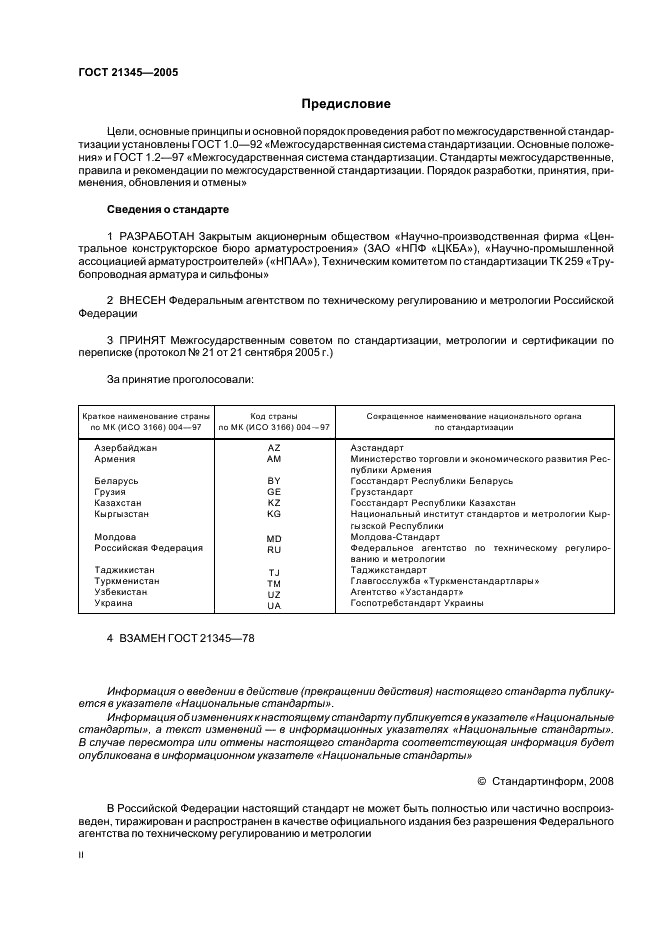 ГОСТ 21345—2005
Предисловие
Цели, основные принципы и основной порядок проведения работ по межгосударственной стандар-
тизации установлены ГОСТ 1.0—92 «Межгосударственная система стандартизации. Основные положе-
ния» и ГОСТ 1.2—97 «Межгосударственная система стандартизации. Стандарты межгосударственные,
правила и рекомендации по межгосударственной стандартизации. Порядок разработки, принятия, при-
менения, обновления и отмены»
Сведения о стандарте
1 РАЗРАБОТАН Закрытым акционерным обществом «Научно-производственная фирма «Цен-
тральное конструкторское бюро арматуростроения» (ЗАО «НПФ «ЦКБА»), «Научно-промышленной
ассоциацией арматуростроителей» («НПАА»), Техническим комитетом по стандартизации ТК 259 «Тру-
бопроводная арматура и сильфоны»
2 ВНЕСЕН Федеральным агентством по техническому регулированию и метрологии Российской
Федерации
3 ПРИНЯТ Межгосударственным советом по стандартизации, метрологии и сертификации по
переписке (протокол № 21 от 21 сентября 2005 г.)
За принятие проголосовали:
Краткое наименование страны
по МК (ИСО 3166) 004—97
Код страны
по МК (ИСО 3166) 004—97
Сокращенное наименование национального органа
по стандартизации
Азербайджан AZ Азстандарт
Армения AM Министерство торговли и экономического развития Рес-
публики Армения
Беларусь BY Госстандарт Республики Беларусь
Грузия GE Грузстандарт
Казахстан KZ Госстандарт Республики Казахстан
Кыргызстан KG Национальный институт стандартов и метрологии Кыр-
гызской Республики
Молдова MD Молдова-Стандарт
Российская Федерация RU Федеральное агентство по техническому регулиро-
ванию и метрологии
Таджикистан TJ Таджикстандарт
Туркменистан TM Главгосслужба «Туркменстандартлары»
Узбекистан UZ Агентство «Узстандарт»
Украина UA Госпотребстандарт Украины
4 ВЗАМЕН ГОСТ 21345—78
Информация о введении в действие (прекращении действия) настоящего стандарта публику-
ется в указателе «Национальные стандарты».
Информация об изменениях к настоящему стандарту публикуется в указателе «Национальные
стандарты», а текст изменений — в информационных указателях «Национальные стандарты».
В случае пересмотра или отмены настоящего стандарта соответствующая информация будет
опубликована в информационном указателе «Национальные стандарты»
© Стандартинформ, 2008
В Российской Федерации настоящий стандарт не может быть полностью или частично воспроиз-
веден, тиражирован и распространен в качестве официального издания без разрешения Федерального
агентства по техническому регулированию и метрологии
II